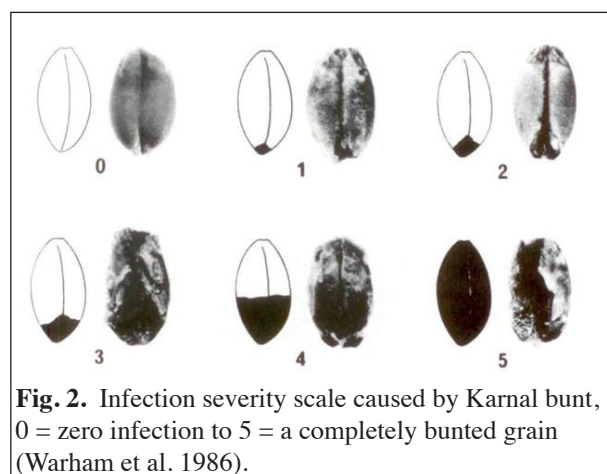 0 1 2
3 4 5
Fig. 2. Infection severity scale caused by Karnal bunt,
0 = zero infection to 5 = a completely bunted grain
(Warham et al. 1986).